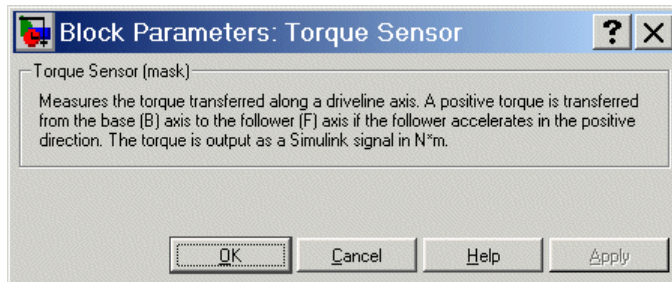 Block Parameters: Torque Sensor
Torque Sensor (mask)
Measures the torque transferred along a driveline axis. A positive torque is transferred
from the base (B) axis to the follower (F) axis if the follower accelerates in the positive
direction. The torque is output as a Simulink signal in N*m.
OK Cancel Help Apply